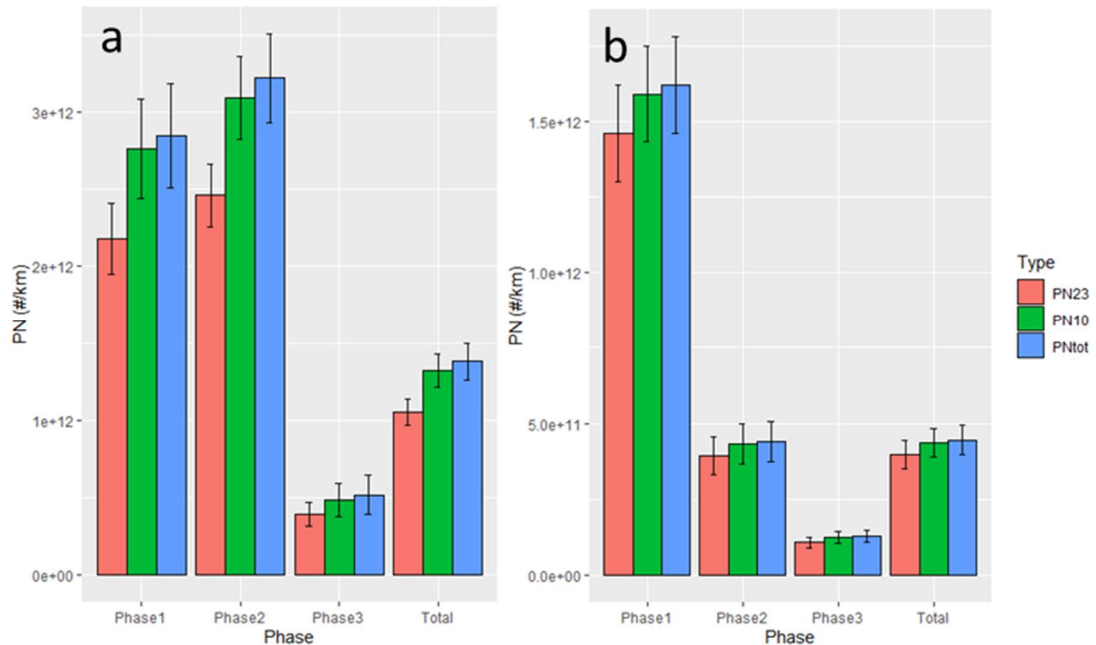 a
3e+12
2e+12
1e+12
0e+00
PN (#/km)
Phase1 Phase2 Phase3 Total
Phase
b
1.5e+12
1.0e+12
5.0e+11
0.0e+00
PN (#/km)
Phase1 Phase2 Phase3 Total
Phase
Type
PN23
PN10
PNtot